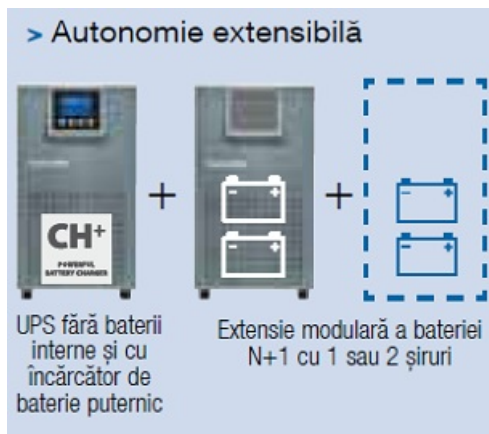 > Autonomie extensibilă
CH+
POWERFUL
BATTERY CHARGER
+
+
UPS fără baterii
interne și cu
încărcător de
baterie puternic
Extensie modulară a bateriei
N+1 cu 1 sau 2 șiruri